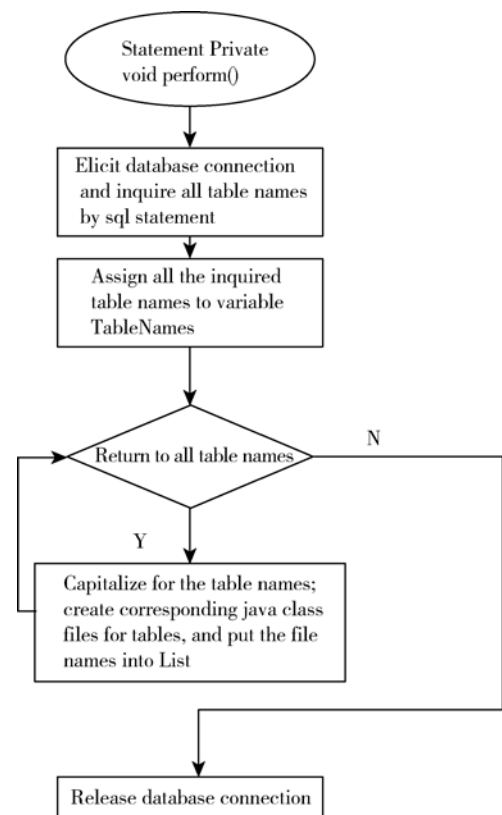 Statement Private
void perform()
Elicit database connection
and inquire all table names
by sql statement
Assign all the inquired
table names to variable
TableNames
Return to all table names
N
Y
Capitalize for the table names;
create corresponding java class
files for tables, and put the file
names into List
Release database connection